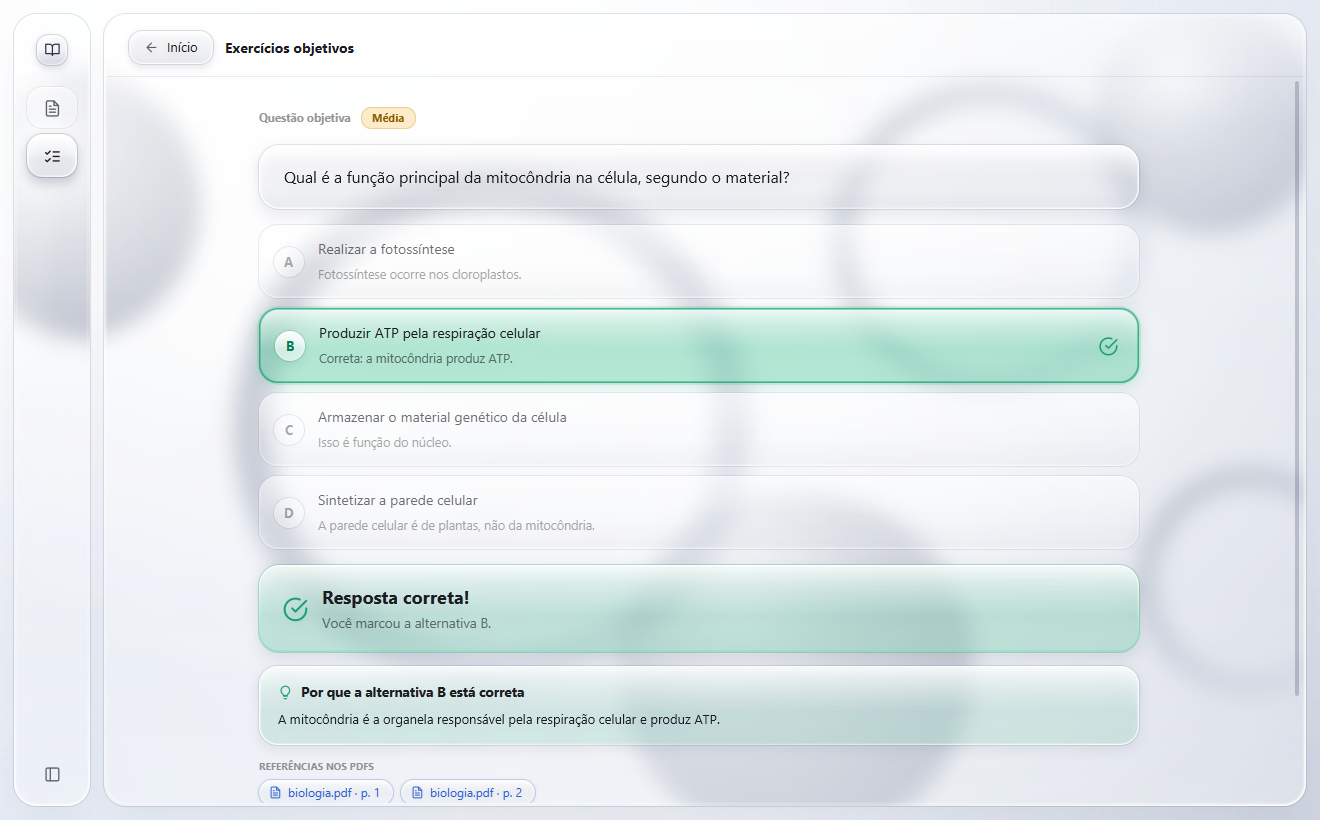 Início
Exercícios objetivos
Questão objetiva
Média
Qual é a função principal da mitocôndria na célula, segundo o material?
A
Realizar a fotossíntese
Fotossíntese ocorre nos cloroplastos.
B
Produzir ATP pela respiração celular
Correta: a mitocôndria produz ATP.
C
Armazenar o material genético da célula
Isso é função do núcleo.
D
Sintetizar a parede celular
A parede celular é de plantas, não da mitocôndria.
Resposta correta!
Você marcou a alternativa B.
Por que a alternativa B está correta
A mitocôndria é a organela responsável pela respiração celular e produz ATP.
REFERÊNCIAS NOS PDFS
biologia.pdf · p. 1
biologia.pdf · p. 2